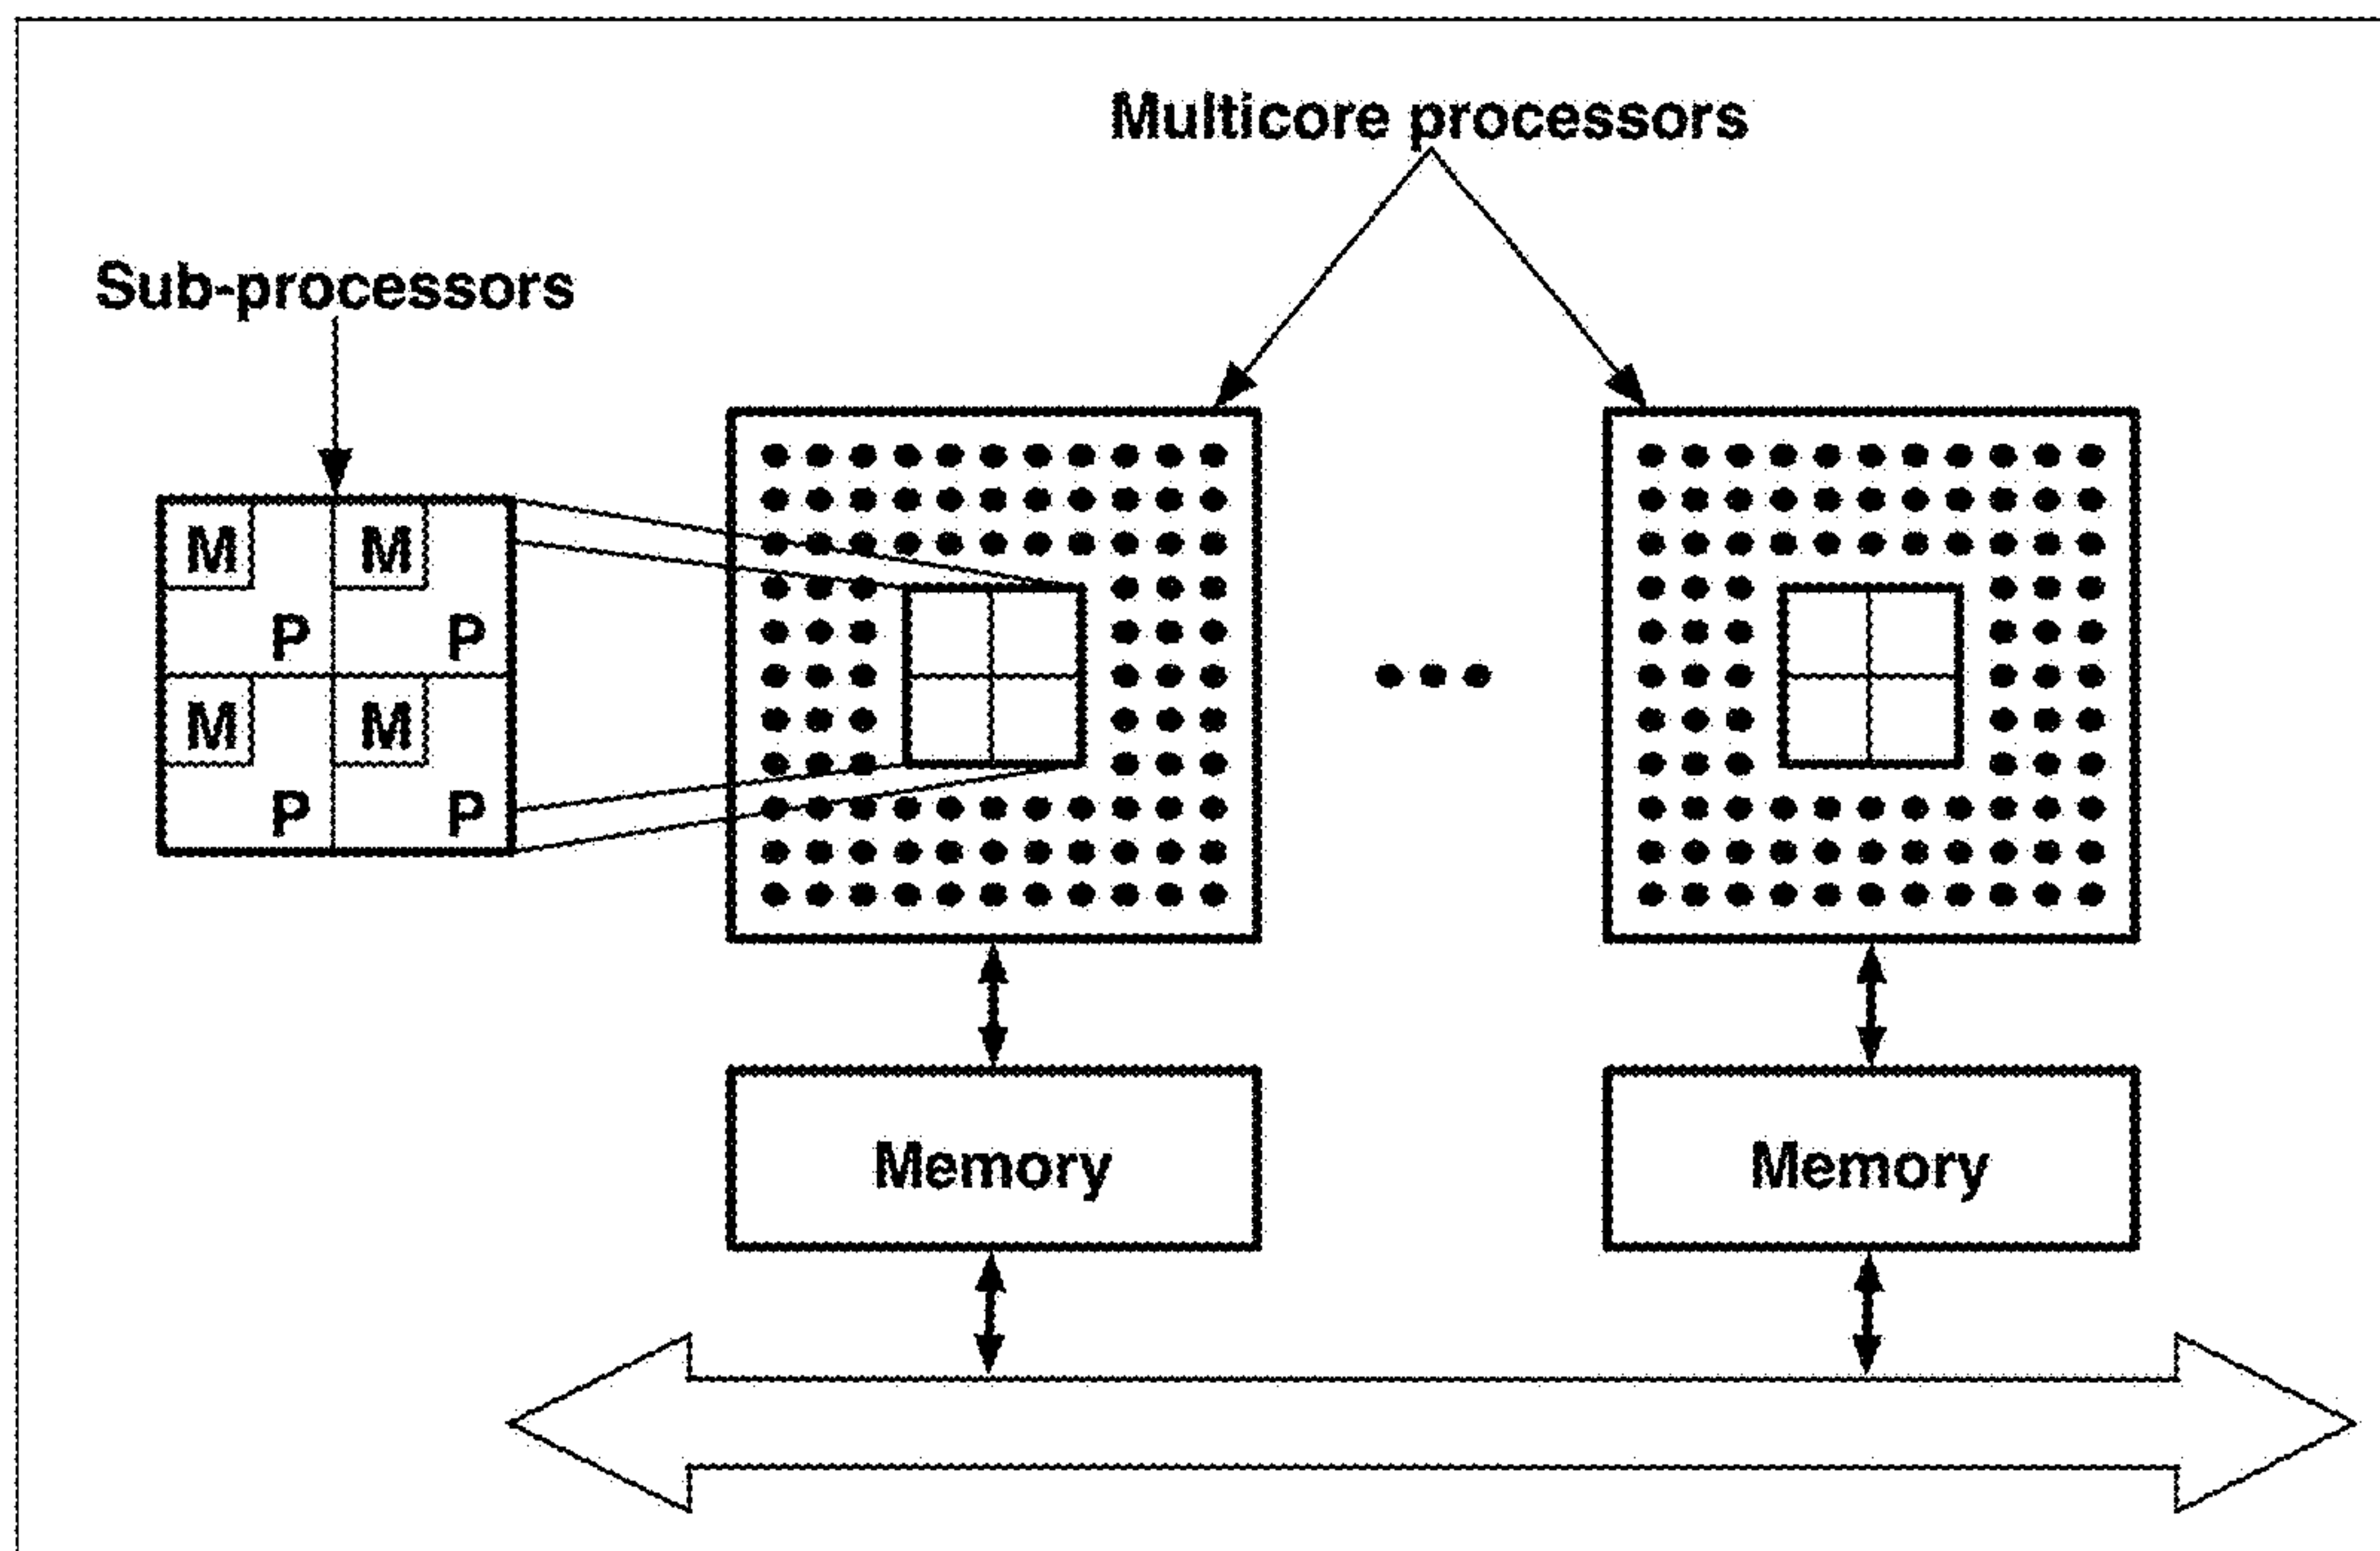 Multicore processors
Sub-processors
M M
P P
M M
P P
Memory Memory